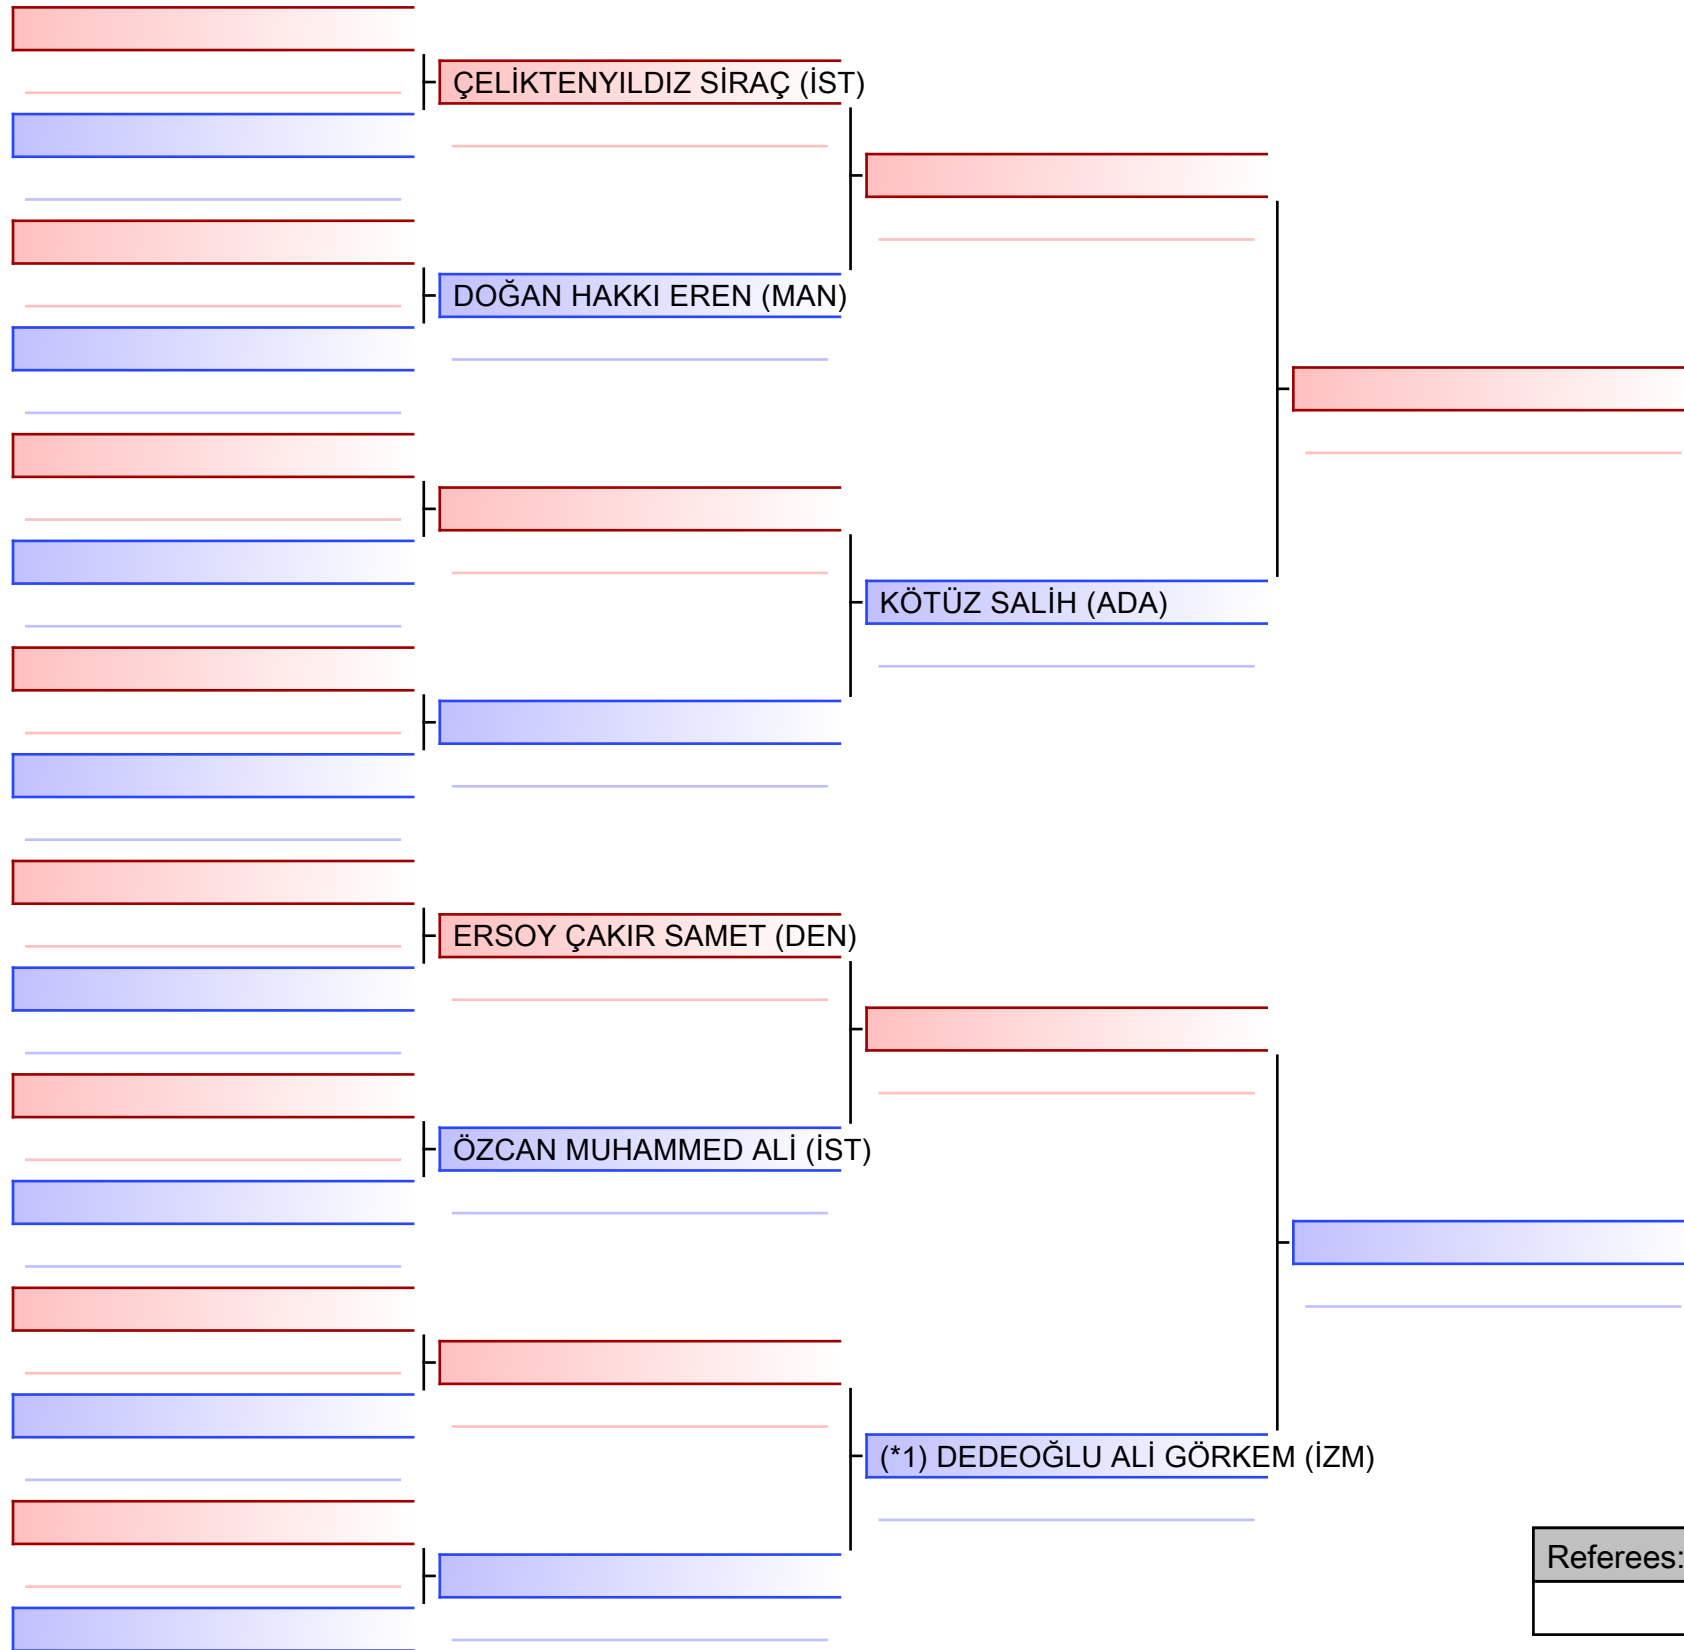 ÇELİKTENYILDIZ SİRAÇ (İST)
DOĞAN HAKKI EREN (MAN)
KÖTÜZ SALİH (ADA)
ERSOY ÇAKIR SAMET (DEN)
ÖZCAN MUHAMMED ALİ (İST)
(*1) DEDEOĞLU ALİ GÖRKEM (İZM)
Referees: